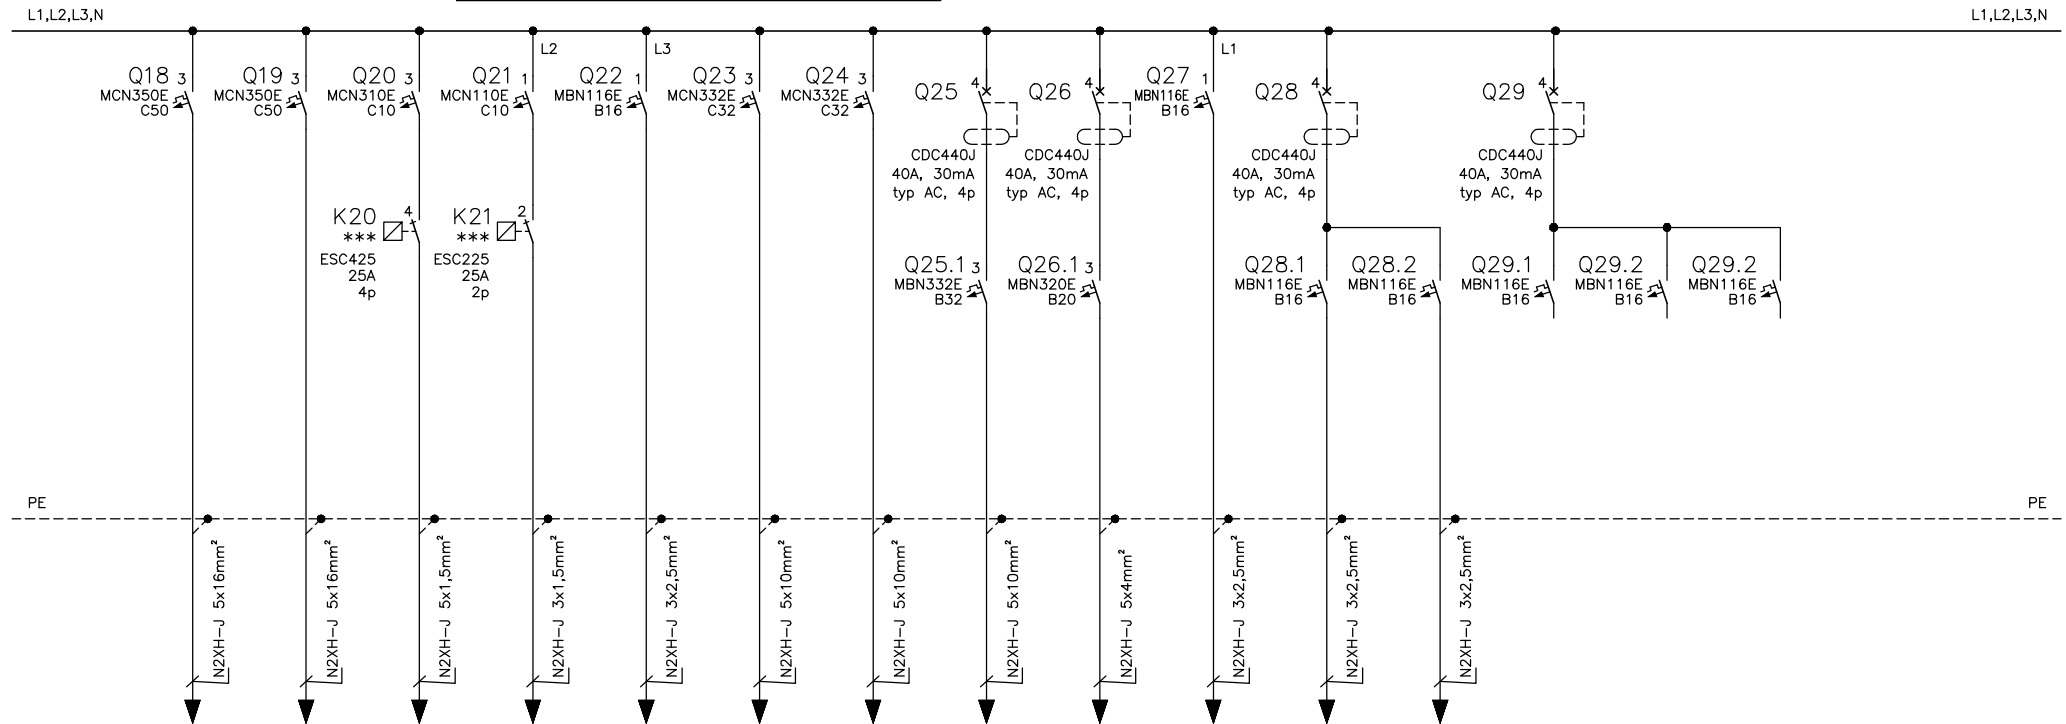 L1,L2,L3,N
L1,L2,L3,N
L2
L3
L1
Q18 3
MCN350E
C50
Q19 3
MCN350E
C50
Q20 3
MCN310E
C10
Q21 1
MCN110E
C10
Q22 1
MBN116E
B16
Q23 3
MCN332E
C32
Q24 3
MCN332E
C32
Q25 4
CDC440J
40A, 30mA
typ AC, 4p
Q26 4
CDC440J
40A, 30mA
typ AC, 4p
Q27 1
MBN116E
B16
Q28 4
CDC440J
40A, 30mA
typ AC, 4p
Q29 4
CDC440J
40A, 30mA
typ AC, 4p
K20 4
***
ESC425
25A
4p
K21 2
***
ESC225
25A
2p
Q25.1 3
MBN332E
B32
Q26.1 3
MBN320E
B20
Q28.1
MBN116E
B16
Q28.2
MBN116E
B16
Q29.1
MBN116E
B16
Q29.2
MBN116E
B16
Q29.2
MBN116E
B16
PE
PE
N2XH-J 5x16mm²
N2XH-J 5x16mm²
N2XH-J 5x1,5mm²
N2XH-J 3x1,5mm²
N2XH-J 3x2,5mm²
N2XH-J 5x10mm²
N2XH-J 5x10mm²
N2XH-J 5x10mm²
N2XH-J 5x4mm²
N2XH-J 3x2,5mm²
N2XH-J 3x2,5mm²
N2XH-J 3x2,5mm²